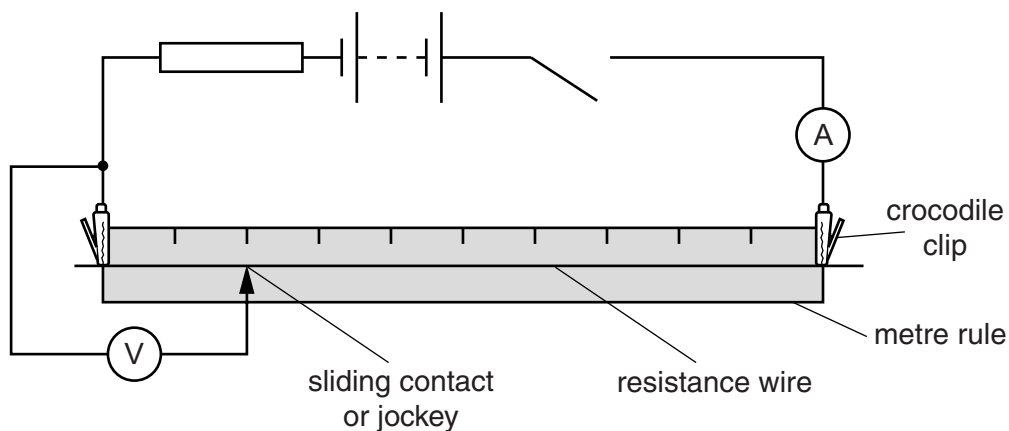 A
crocodile
clip
metre rule
V
sliding contact
or jockey
resistance wire